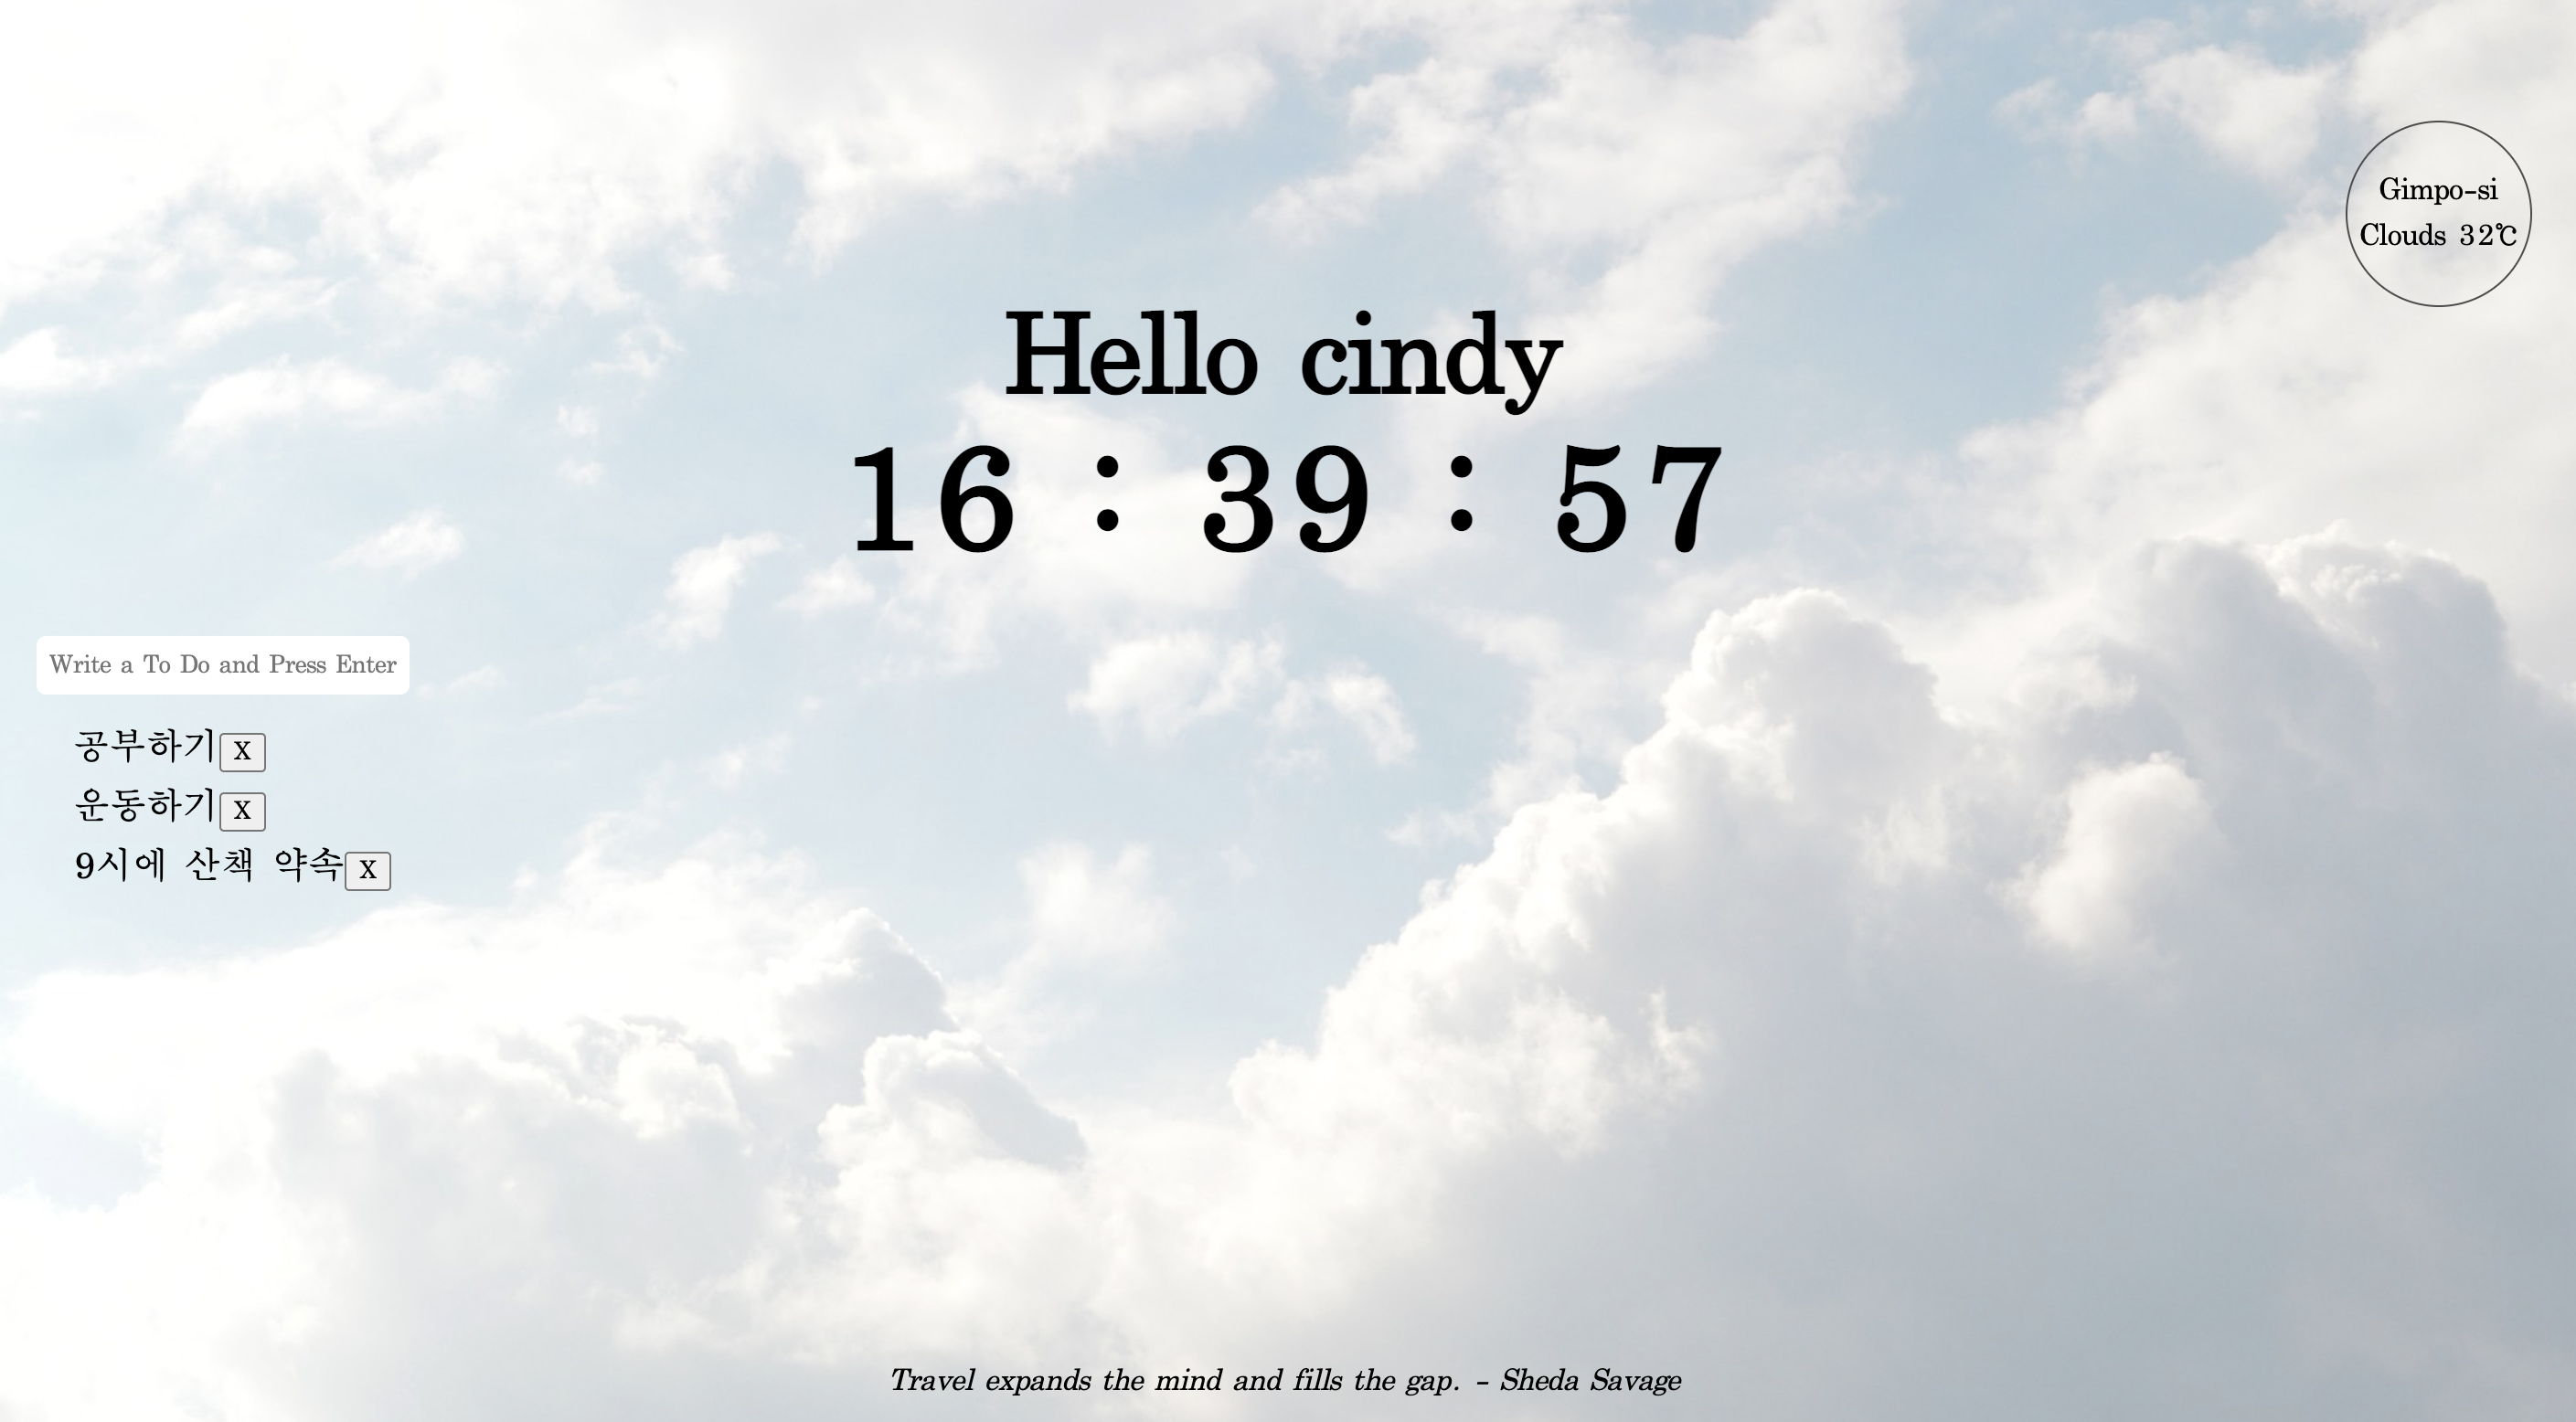 Gimpo-si
Clouds 32℃
Hello cindy
16 : 39 : 57
Write a To Do and Press Enter
공부하기 X
운동하기 X
9시에 산책 약속 X
Travel expands the mind and fills the gap. - Sheda Savage